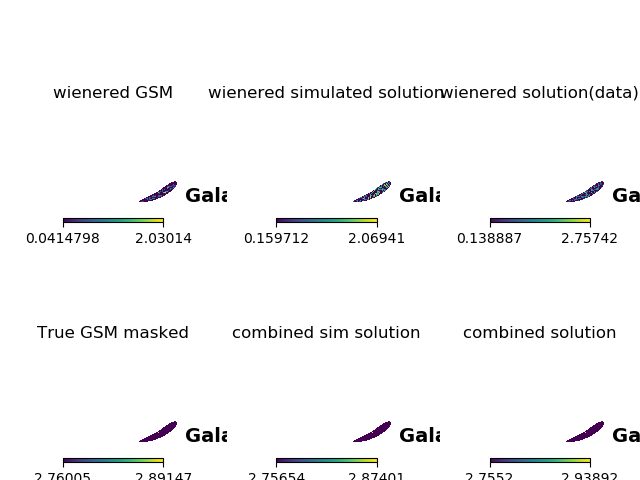 wienered GSM
wienered simulated solution
wienered solution(data)
Gala
Gala
Ga
0.0414798 2.03014
0.159712 2.06941
0.138887 2.75742
True GSM masked
combined sim solution
combined solution
Gala
Gala
Ga
2.76005 2.89147
2.75654 2.87401
2.7552 2.93892